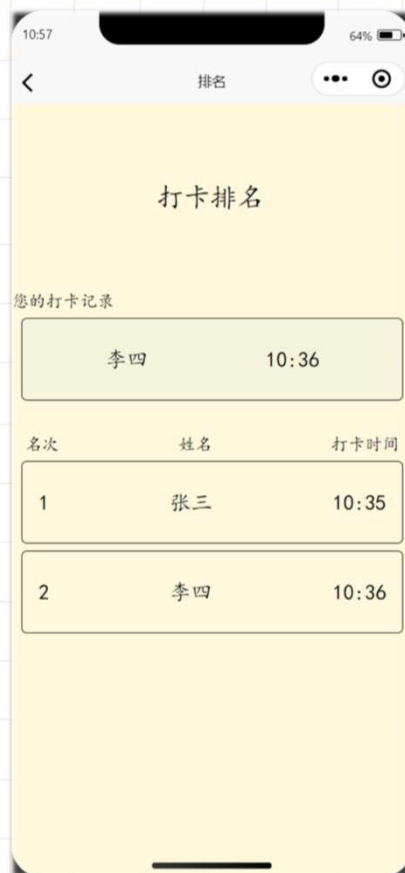 10:57 64%
排名
打卡排名
您的打卡记录
李四 10:36
名次 姓名 打卡时间
1 张三 10:35
2 李四 10:36